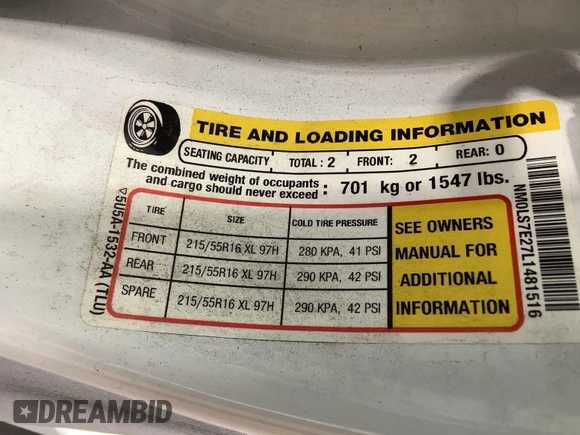 TIRE AND LOADING INFORMATION
SEATING CAPACITY TOTAL : 2 FRONT: 2 REAR: 0
The combined weight of occupants
and cargo should never exceed : 701 kg or 1547 lbs.
TIRE SIZE COLD TIRE PRESSURE
FRONT 215/55R16 XL 97H 280 KPA, 41 PSI
REAR 215/55R16 XL 97H 290 KPA, 42 PSI
SPARE 215/55R16 XL 97H 290 KPA, 42 PSI
SEE OWNERS
MANUAL FOR
ADDITIONAL
INFORMATION
▽5U5A-1532-AA (TLU)
NM0LS7E27L1481516
DREAMBID